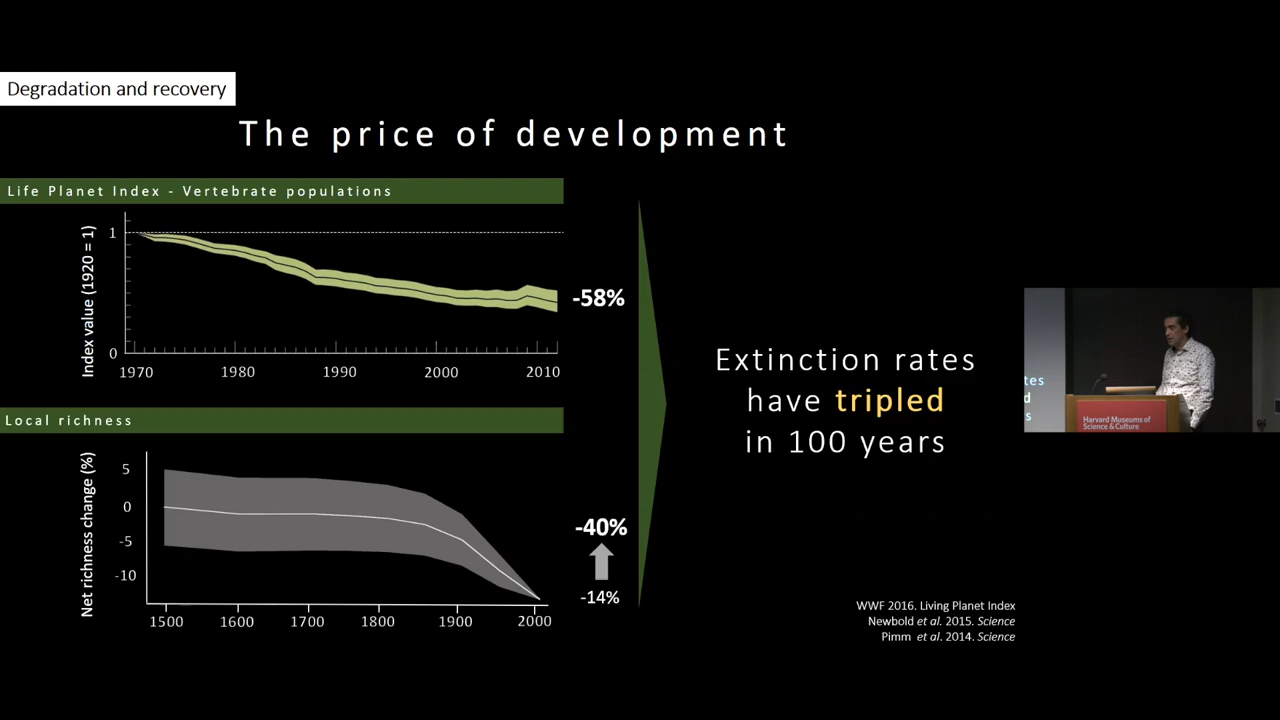 Degradation and recovery
The price of development
Life Planet Index - Vertebrate populations
Index value (1920 = 1)
1
0
1970
1980
1990
2000
2010
-58%
Local richness
Net richness change (%)
5
0
-5
-10
1500
1600
1700
1800
1900
2000
-40%
-14%
Extinction rates
have tripled
in 100 years
WWF 2016. Living Planet Index
Newbold et al. 2015. Science
Pimm et al. 2014. Science
tes
d
s
Harvard Museums of
Science & Culture